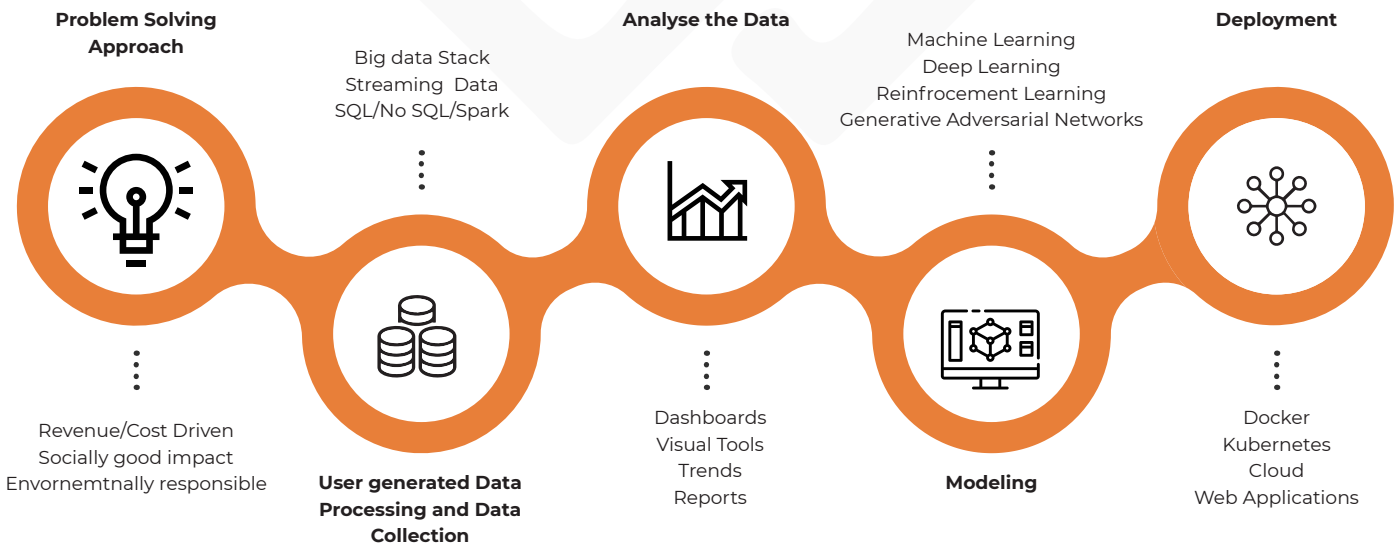 Problem Solving
Approach
Revenue/Cost Driven
Socially good impact
Envornemtnally responsible
Big data Stack
Streaming Data
SQL/No SQL/Spark
User generated Data
Processing and Data
Collection
Analyse the Data
Dashboards
Visual Tools
Trends
Reports
Machine Learning
Deep Learning
Reinfrocement Learning
Generative Adversarial Networks
Modeling
Deployment
Docker
Kubernetes
Cloud
Web Applications